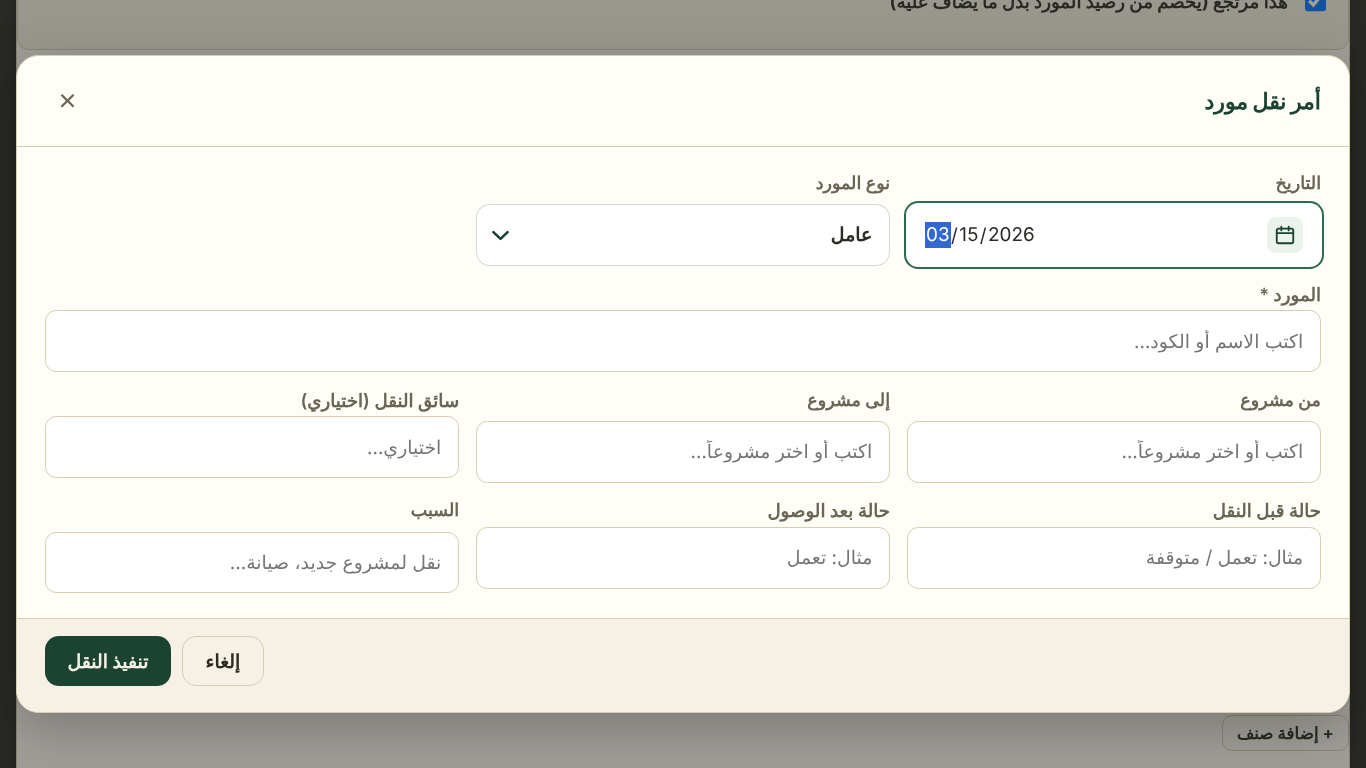 هذا مرتجع (يخصم من رصيد المورد بدل ما يضاف عليه)
أمر نقل مورد
×
التاريخ
نوع المورد
03/15/2026
عامل
المورد *
اكتب الاسم أو الكود...
من مشروع
إلى مشروع
سائق النقل (اختياري)
اكتب أو اختر مشروعاً...
اكتب أو اختر مشروعاً...
اختياري...
حالة قبل النقل
حالة بعد الوصول
السبب
مثال: تعمل / متوقفة
مثال: تعمل
نقل لمشروع جديد، صيانة...
إلغاء
تنفيذ النقل
+ إضافة صنف